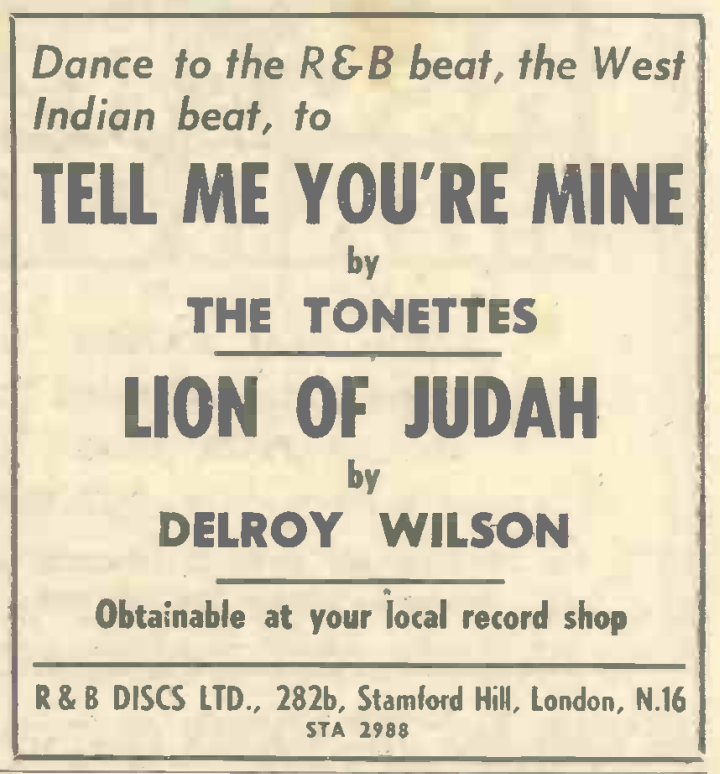 Dance to the R&B beat, the West
Indian beat, to
TELL ME YOU'RE MINE
by
THE TONETTES
LION OF JUDAH
by
DELROY WILSON
Obtainable at your local record shop
R & B DISCS LTD., 282b, Stamford Hill, London, N.16
STA 2988